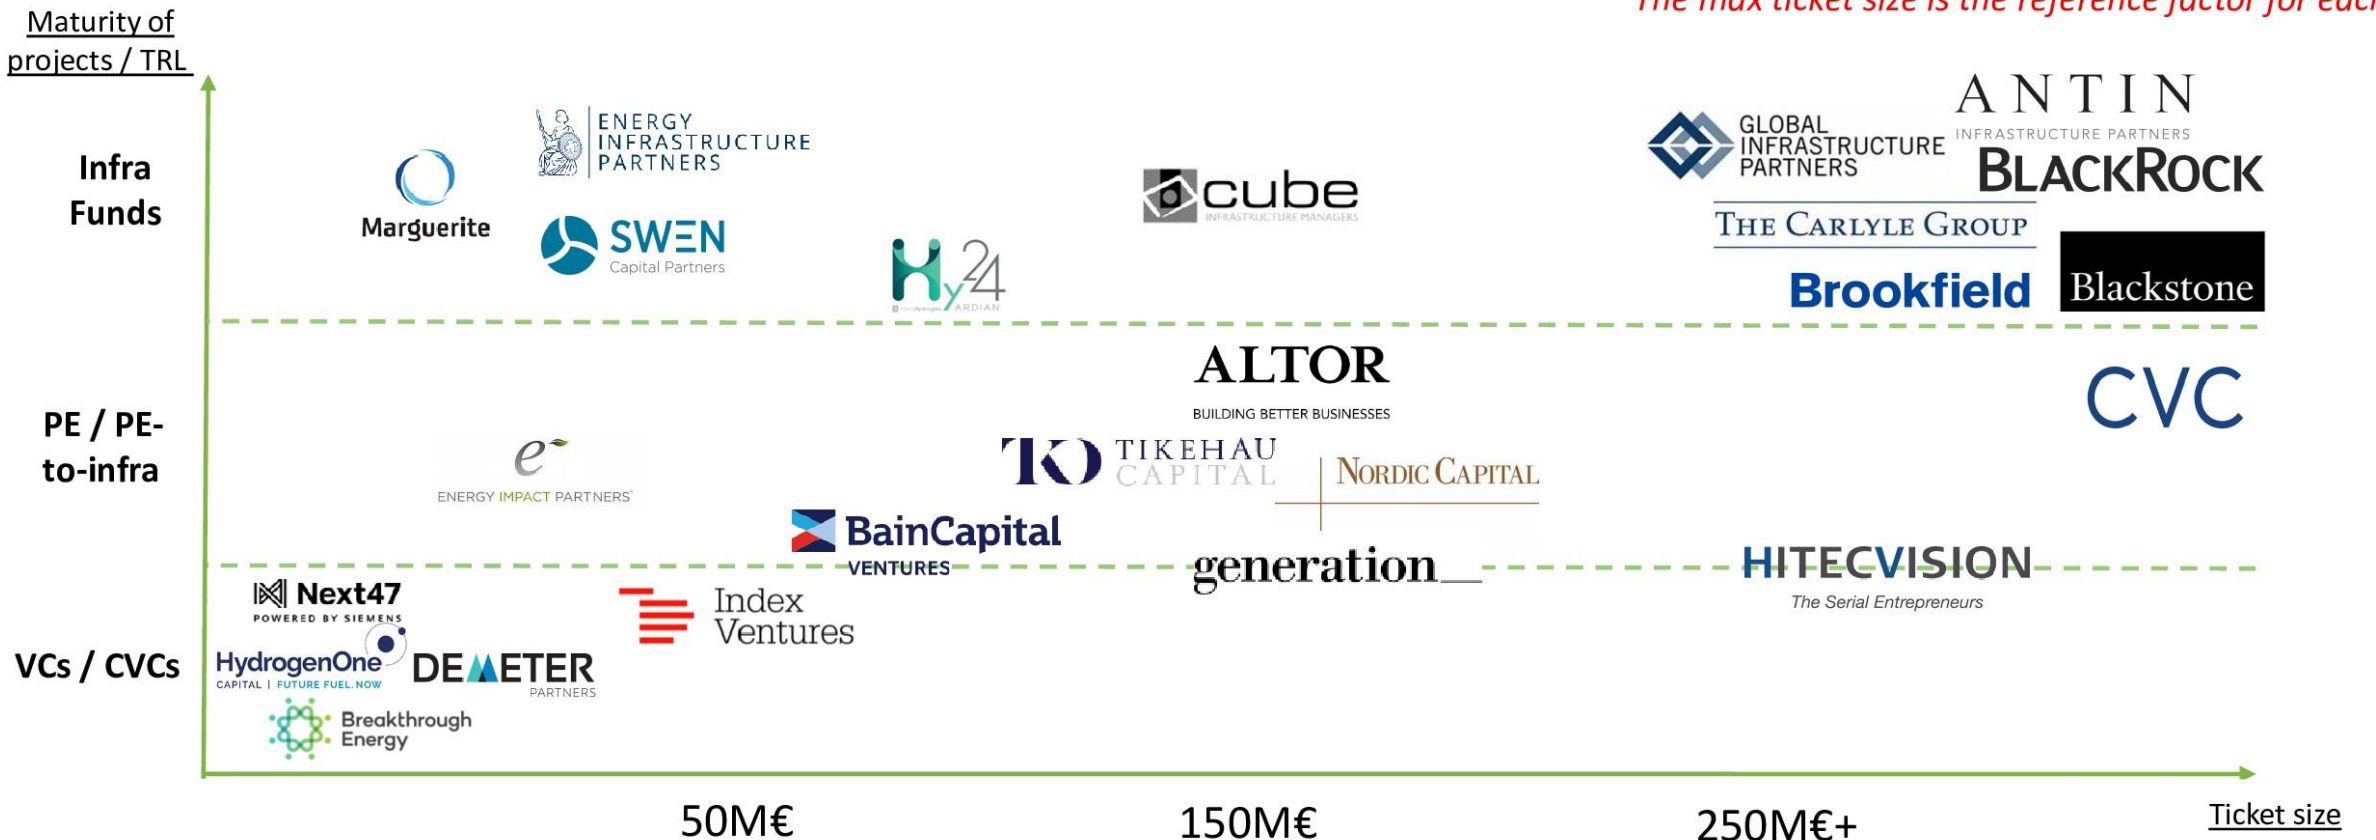 The max ticket size is the reference factor for each
Maturity of
projects / TRL
Infra
Funds
Marguerite
ENERGY
INFRASTRUCTURE
PARTNERS
SWEN
Capital Partners
Hy24
ARDIAN
cube
INFRASTRUCTURE MANAGERS
GLOBAL
INFRASTRUCTURE
PARTNERS
ANTIN
INFRASTRUCTURE PARTNERS
BLACKROCK
THE CARLYLE GROUP
Brookfield
Blackstone
PE / PE-
to-infra
e
ENERGY IMPACT PARTNERS
BainCapital
VENTURES
ALTOR
BUILDING BETTER BUSINESSES
TIKEHAU
CAPITAL
NORDIC CAPITAL
generation_
CVC
HITECVISION
The Serial Entrepreneurs
VCs / CVCs
Next47
POWERED BY SIEMENS
HydrogenOne
CAPITAL | FUTURE FUEL.NOW
DEMETER
PARTNERS
Breakthrough
Energy
Index
Ventures
50M€
150M€
250M€+
Ticket size